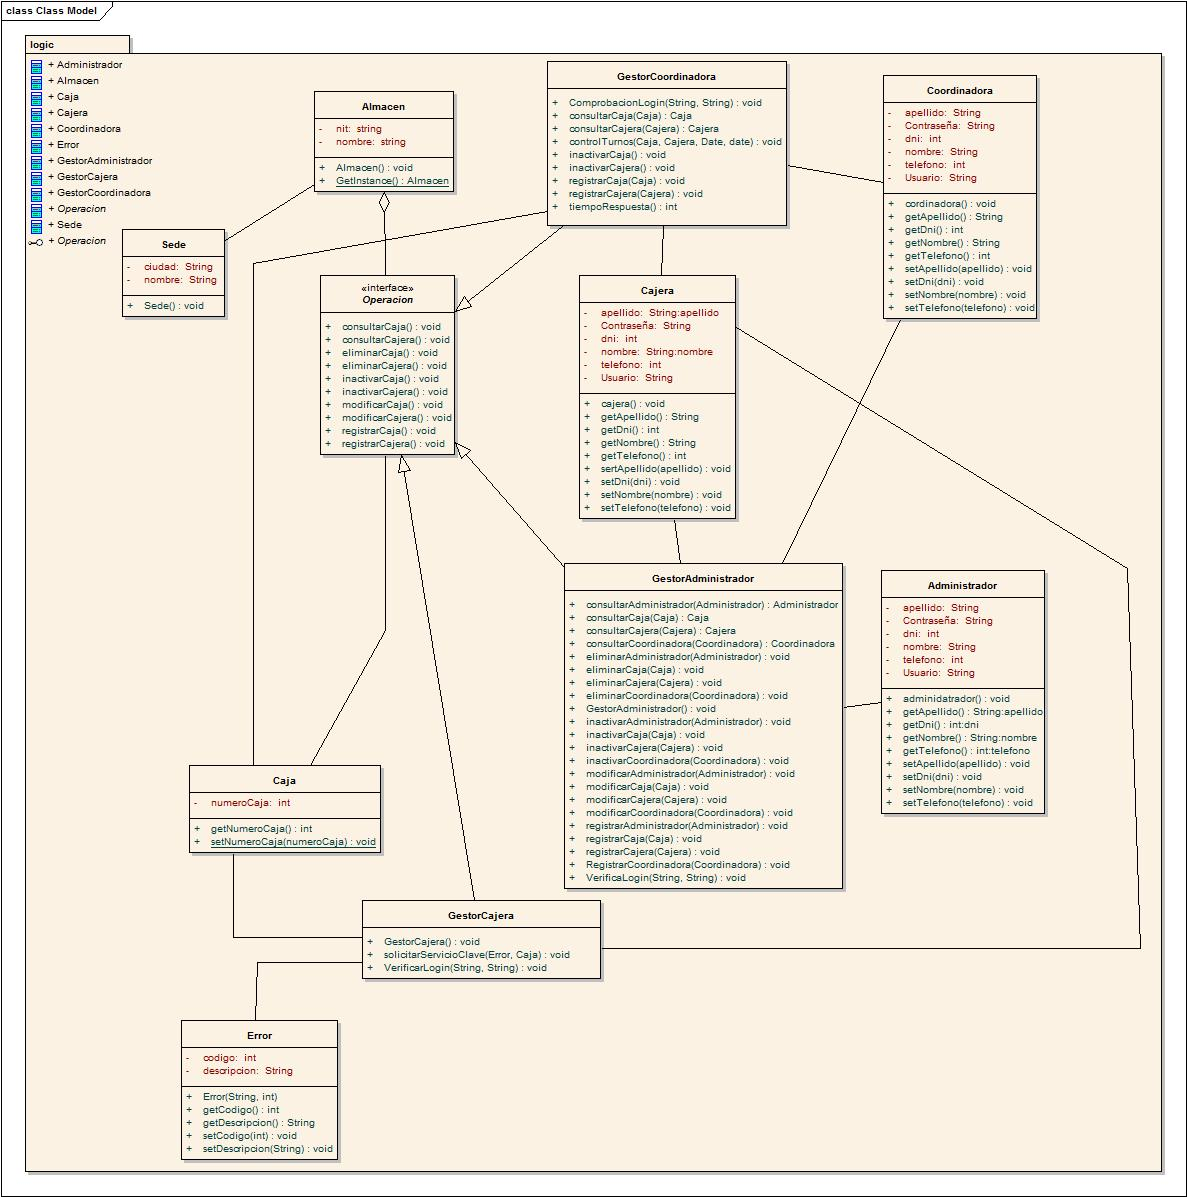 class Class Model
logic
+ Administrador
+ Almacen
+ Caja
+ Cajera
+ Coordinadora
+ Error
+ GestorAdministrador
+ GestorCajera
+ GestorCoordinadora
+ Operacion
+ Sede
+ Operacion
Almacen
- nit: string
- nombre: string
+ Almacen() : void
+ GetInstance() : Almacen
Sede
- ciudad: String
- nombre: String
+ Sede() : void
«interface»
Operacion
+ consultarCaja() : void
+ consultarCajera() : void
+ eliminarCaja() : void
+ eliminarCajera() : void
+ inactivarCaja() : void
+ inactivarCajera() : void
+ modificarCaja() : void
+ modificarCajera() : void
+ registrarCaja() : void
+ registrarCajera() : void
GestorCoordinadora
+ ComprobacionLogin(String, String) : void
+ consultarCaja(Caja) : Caja
+ consultarCajera(Cajera) : Cajera
+ controlTurnos(Caja, Cajera, Date, date) : void
+ inactivarCaja() : void
+ inactivarCajera() : void
+ registrarCaja(Caja) : void
+ registrarCajera(Cajera) : void
+ tiempoRespuesta() : int
Coordinadora
- apellido: String
- Contraseña: String
- dni: int
- nombre: String
- telefono: int
- Usuario: String
+ cordinadora() : void
+ getApellido() : String
+ getDni() : int
+ getNombre() : String
+ getTelefono() : int
+ setApellido(apellido) : void
+ setDni(dni) : void
+ setNombre(nombre) : void
+ setTelefono(telefono) : void
Cajera
- apellido: String:apellido
- Contraseña: String
- dni: int
- nombre: String:nombre
- telefono: int
- Usuario: String
+ cajera() : void
+ getApellido() : String
+ getDni() : int
+ getNombre() : String
+ getTelefono() : int
+ sertApellido(apellido) : void
+ setDni(dni) : void
+ setNombre(nombre) : void
+ setTelefono(telefono) : void
GestorAdministrador
+ consultarAdministrador(Administrador) : Administrador
+ consultarCaja(Caja) : Caja
+ consultarCajera(Cajera) : Cajera
+ consultarCoordinadora(Coordinadora) : Coordinadora
+ eliminarAdministrador(Administrador) : void
+ eliminarCaja(Caja) : void
+ eliminarCajera(Cajera) : void
+ eliminarCoordinadora(Coordinadora) : void
+ GestorAdministrador() : void
+ inactivarAdministrador(Administrador) : void
+ inactivarCaja(Caja) : void
+ inactivarCajera(Cajera) : void
+ inactivarCoordinadora(Coordinadora) : void
+ modificarAdministrador(Administrador) : void
+ modificarCaja(Caja) : void
+ modificarCajera(Cajera) : void
+ modificarCoordinadora(Coordinadora) : void
+ registrarAdministrador(Administrador) : void
+ registrarCaja(Caja) : void
+ registrarCajera(Cajera) : void
+ RegistrarCoordinadora(Coordinadora) : void
+ VerificaLogin(String, String) : void
Administrador
- apellido: String
- Contraseña: String
- dni: int
- nombre: String
- telefono: int
- Usuario: String
+ adminidatrador() : void
+ getApellido() : String:apellido
+ getDni() : int:dni
+ getNombre() : String:nombre
+ getTelefono() : int:telefono
+ setApellido(apellido) : void
+ setDni(dni) : void
+ setNombre(nombre) : void
+ setTelefono(telefono) : void
Caja
- numeroCaja: int
+ getNumeroCaja() : int
+ setNumeroCaja(numeroCaja) : void
GestorCajera
+ GestorCajera() : void
+ solicitarServicioClave(Error, Caja) : void
+ VerificarLogin(String, String) : void
Error
- codigo: int
- descripcion: String
+ Error(String, int)
+ getCodigo() : int
+ getDescripcion() : String
+ setCodigo(int) : void
+ setDescripcion(String) : void